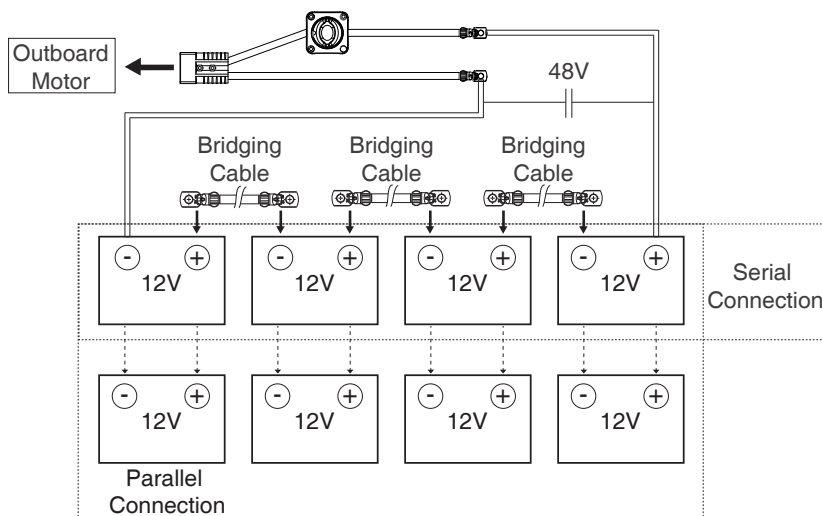 Outboard
Motor
48V
Bridging
Cable
Bridging
Cable
Bridging
Cable
- + - + - + - +
12V 12V 12V 12V
Serial
Connection
- + - + - + - +
12V 12V 12V 12V
Parallel
Connection